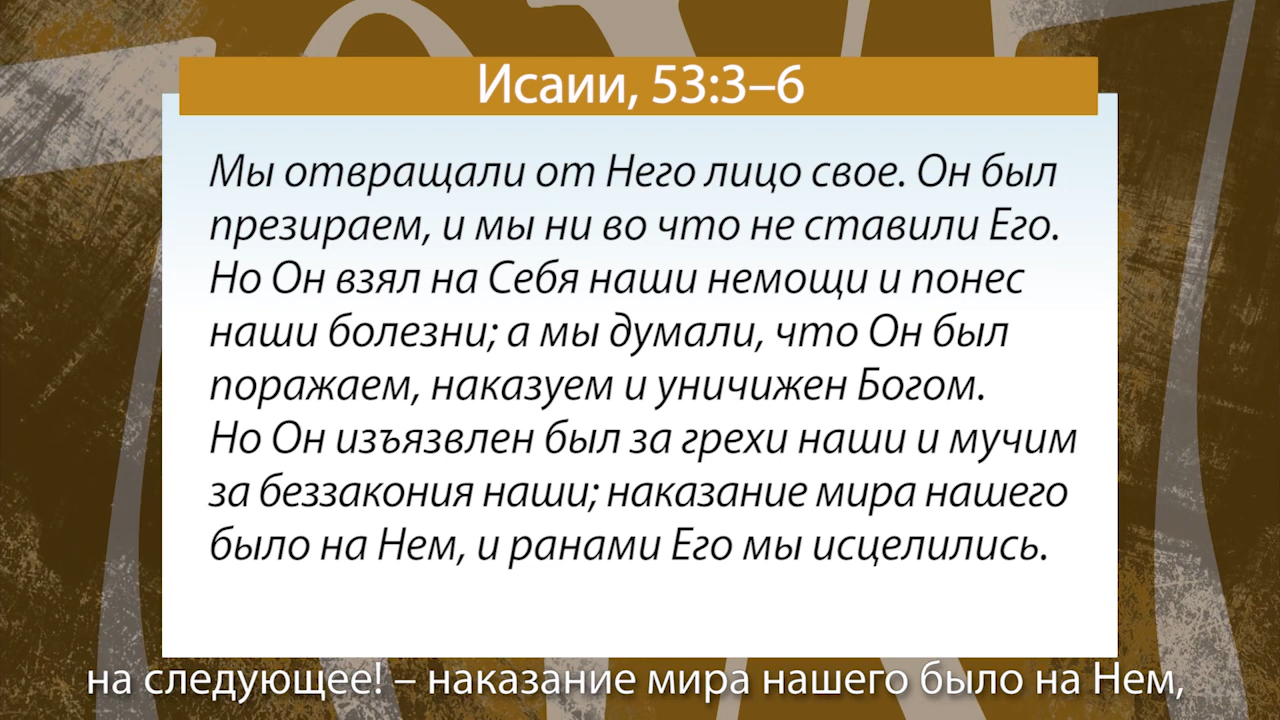 Исаии, 53:3–6
Мы отвращали от Него лицо свое. Он был
презираем, и мы ни во что не ставили Его.
Но Он взял на Себя наши немощи и понес
наши болезни; а мы думали, что Он был
поражаем, наказуем и уничижен Богом.
Но Он изъязвлен был за грехи наши и мучим
за беззакония наши; наказание мира нашего
было на Нем, и ранами Его мы исцелились.
на следующее! – наказание мира нашего было на Нем,